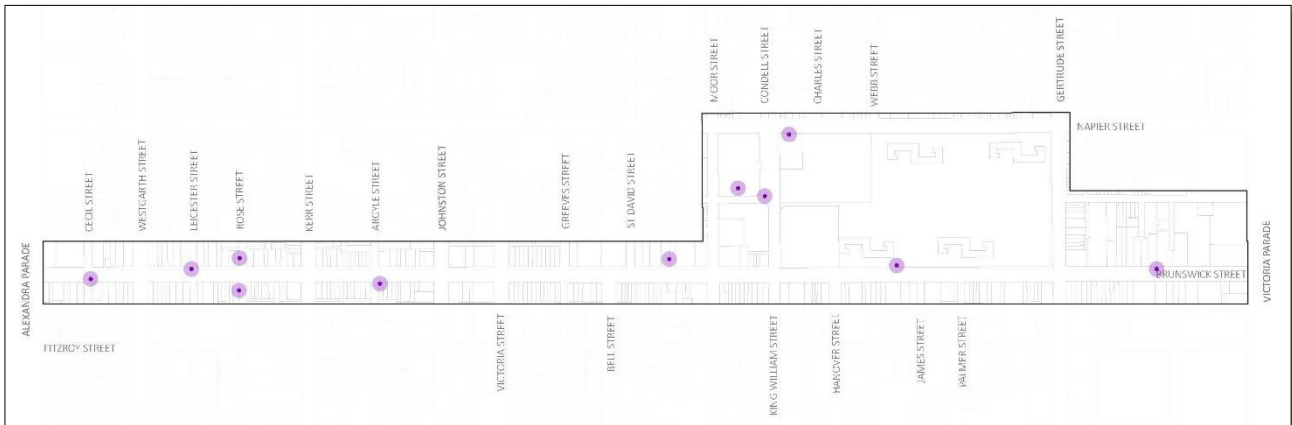 MOOR STREET
CONDELL STREET
CHARLES STREET
WEBB STREET
GERTRUDE STREET
NAPIER STREET
CECIL STREET
WESTGARTH STREET
LEICESTER STREET
ROSE STREET
KERR STREET
ARGYLE STREET
JOHNSTON STREET
GREEVES STREET
ST DAVID STREET
ALEXANDRA PARADE
BRUNSWICK STREET
VICTORIA PARADE
FITZROY STREET
VICTORIA STREET
BELL STREET
KING WILLIAM STREET
HANOVER STREET
JAMES STREET
PALMER STREET